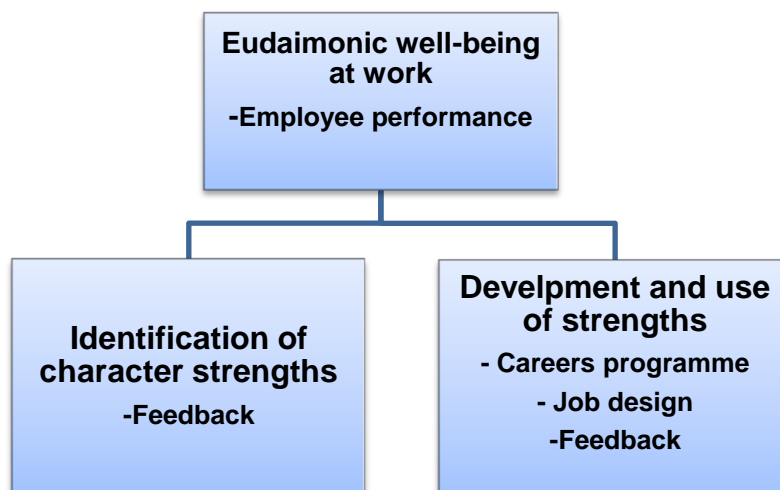 Eudaimonic well-being
at work
-Employee performance
Identification of
character strengths
-Feedback
Develpment and use
of strengths
- Careers programme
- Job design
-Feedback